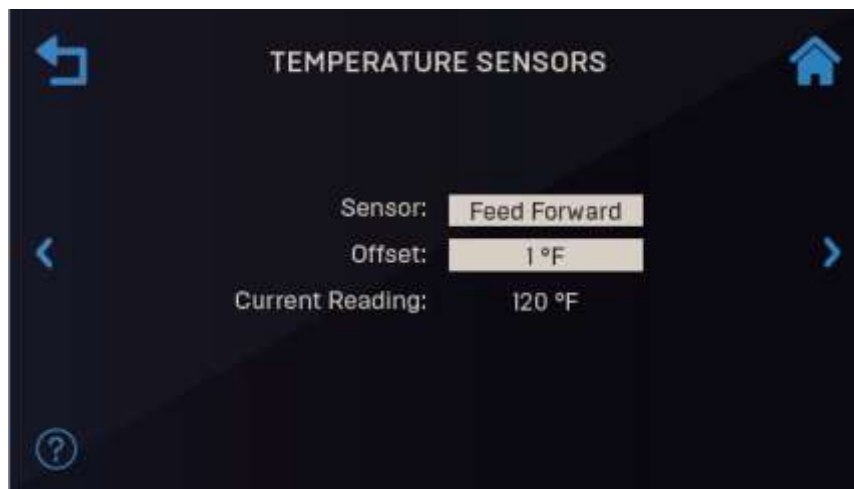 TEMPERATURE SENSORS
Sensor: Feed Forward
Offset: 1 °F
Current Reading: 120 °F
?